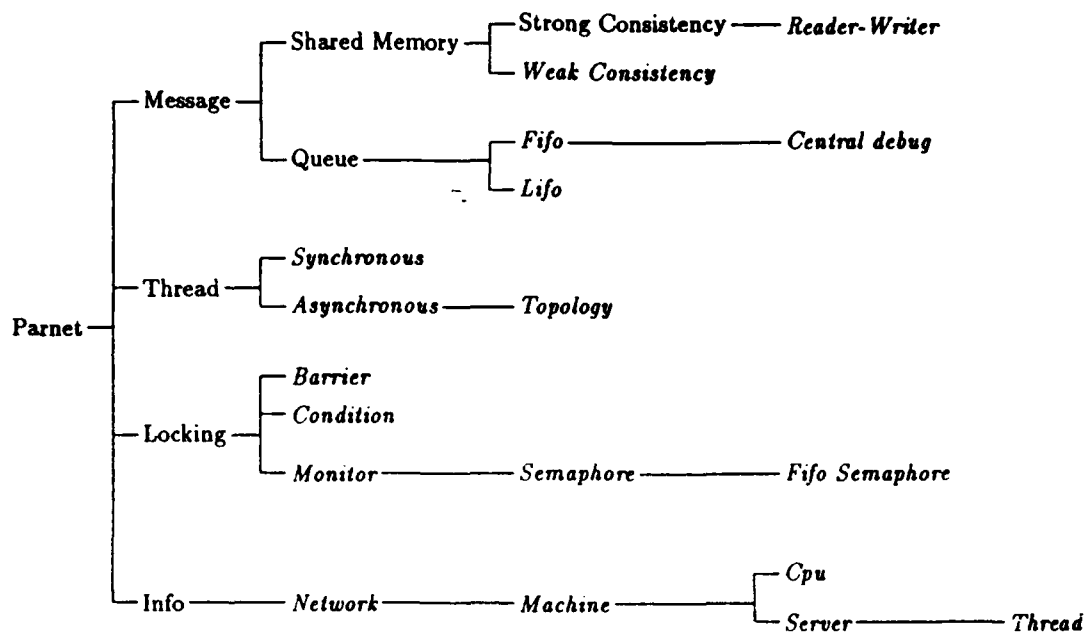 Strong Consistency Reader-Writer
Shared Memory
Weak Consistency
Message
Fifo Central debug
Queue
Lifo
Synchronous
Thread
Asynchronous Topology
Parnet
Barrier
Condition
Locking
Monitor Semaphore Fifo Semaphore
Cpu
Info Network Machine
Server Thread